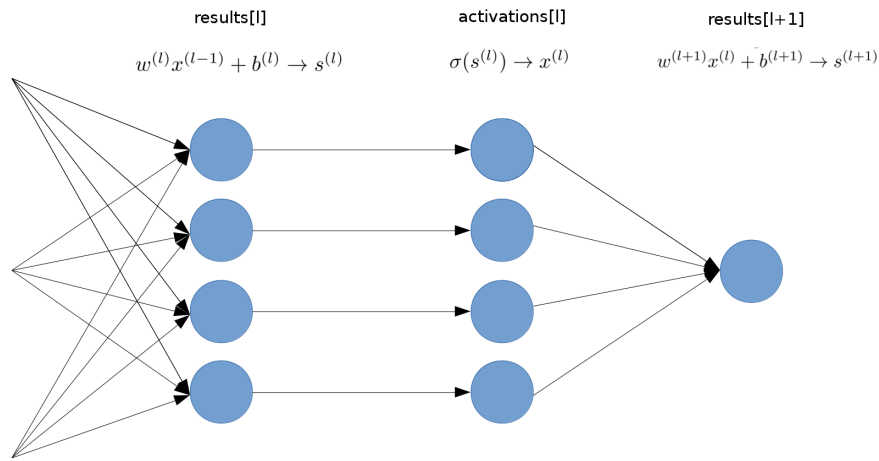 results[l]
activations[l]
results[l+1]
w^{(l)}x^{(l-1)} + b^{(l)} → s^{(l)}
σ(s^{(l)}) → x^{(l)}
w^{(l+1)}x^{(l)} + b^{(l+1)} → s^{(l+1)}